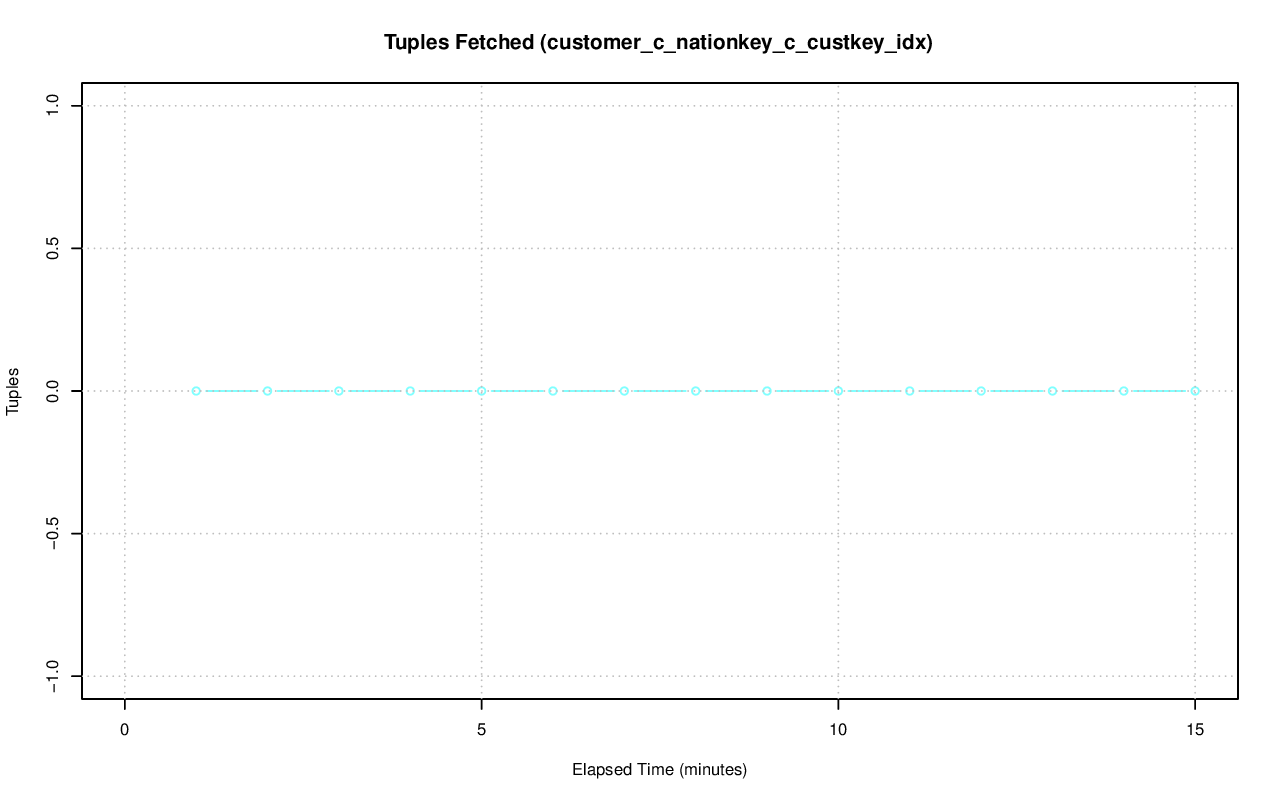 Tuples Fetched (customer_c_nationkey_c_custkey_idx)
Tuples
1.0
0.5
0.0
−0.5
−1.0
0 5 10 15
Elapsed Time (minutes)